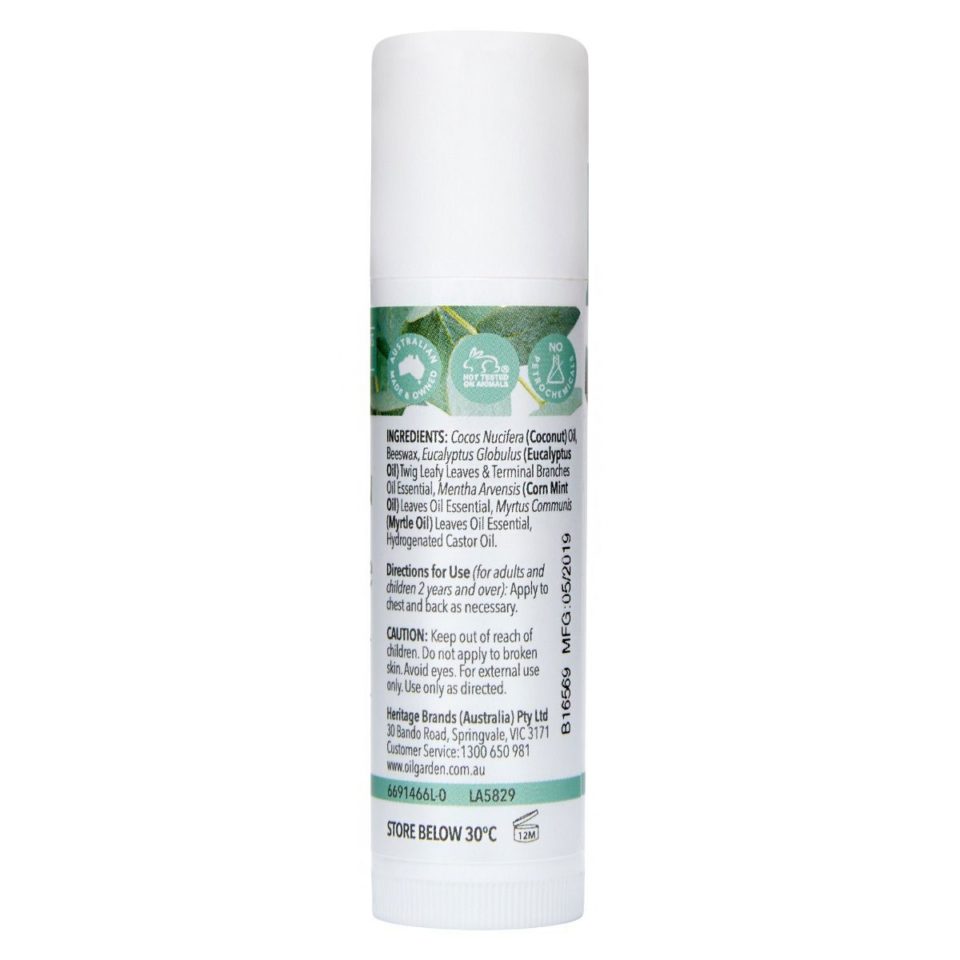 AUSTRALIAN
MADE & OWNED
NOT TESTED
ON ANIMALS
®
NO
PETROCHEMICALS
INGREDIENTS: Cocos Nucifera (Coconut) Oil,
Beeswax, Eucalyptus Globulus (Eucalyptus
Oil) Twig Leafy Leaves & Terminal Branches
Oil Essential, Mentha Arvensis (Corn Mint
Oil) Leaves Oil Essential, Myrtus Communis
(Myrtle Oil) Leaves Oil Essential,
Hydrogenated Castor Oil.
Directions for Use (for adults and
children 2 years and over): Apply to
chest and back as necessary.
CAUTION: Keep out of reach of
children. Do not apply to broken
skin. Avoid eyes. For external use
only. Use only as directed.
Heritage Brands (Australia) Pty Ltd
30 Bando Road, Springvale, VIC 3171
Customer Service: 1300 650 981
www.oilgarden.com.au
6691466L-0 LA5829
STORE BELOW 30°C
12M
B16569 MFG:05/2019